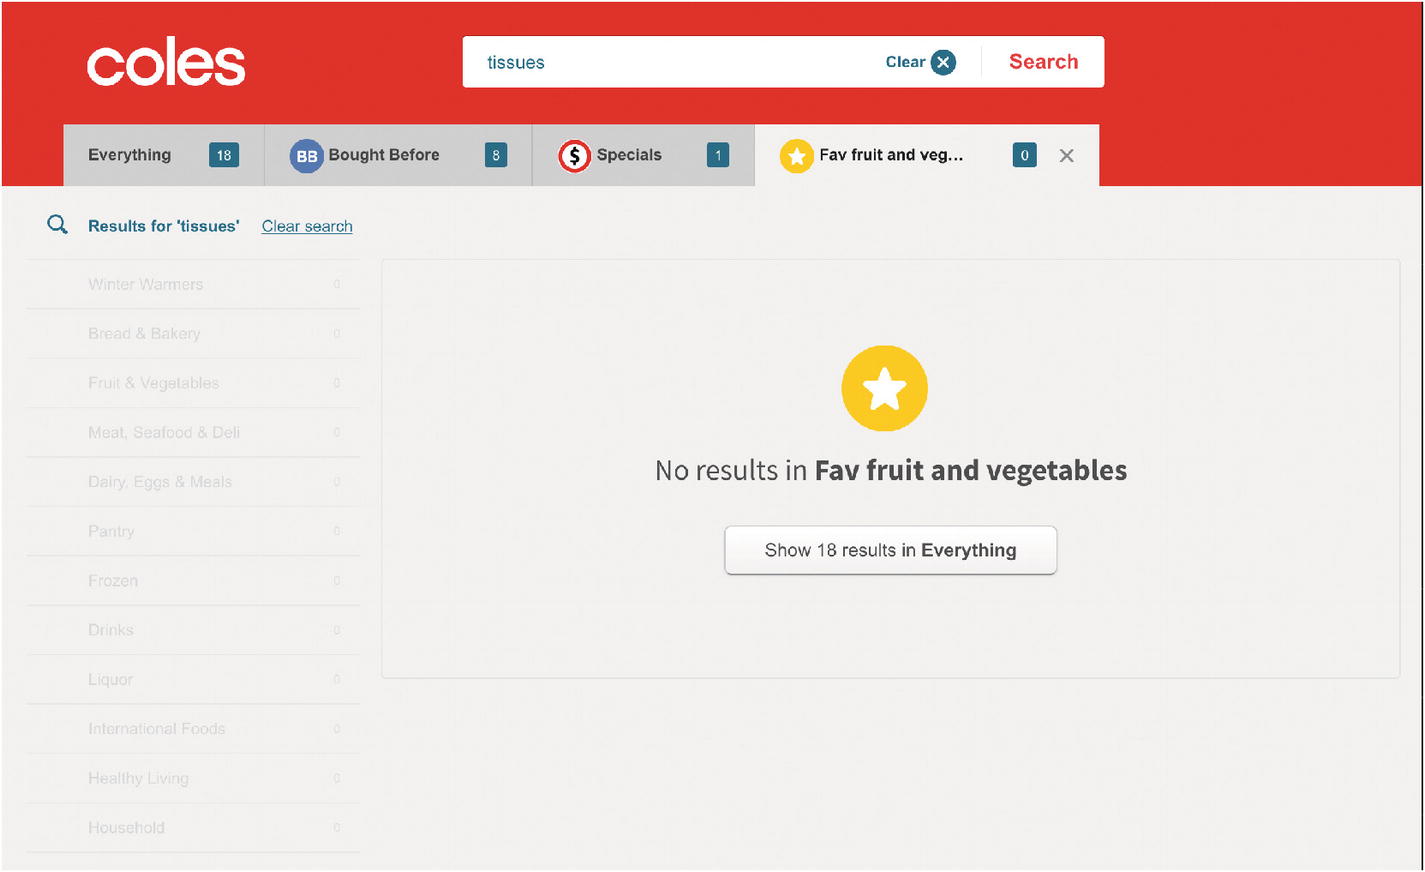 coles
tissues Clear Search
Everything 18 BB Bought Before 8 $ Specials 1 Fav fruit and veg... 0
Results for 'tissues' Clear search
Winter Warmers 0
Bread & Bakery 0
Fruit & Vegetables 0
Meat, Seafood & Deli 0
Dairy, Eggs & Meals 0
Pantry 0
Frozen 0
Drinks 0
Liquor 0
International Foods 0
Healthy Living 0
Household 0
No results in Fav fruit and vegetables
Show 18 results in Everything